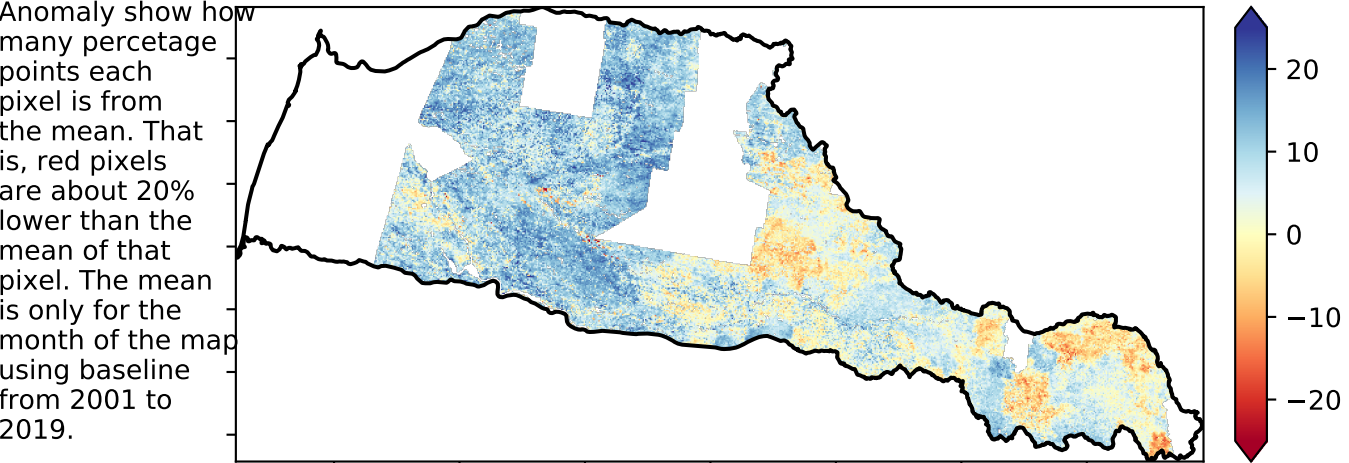 Anomaly show how
many percetage
points each
pixel is from
the mean. That
is, red pixels
are about 20%
lower than the
mean of that
pixel. The mean
is only for the
month of the map
using baseline
from 2001 to
2019.
20
10
0
−10
−20